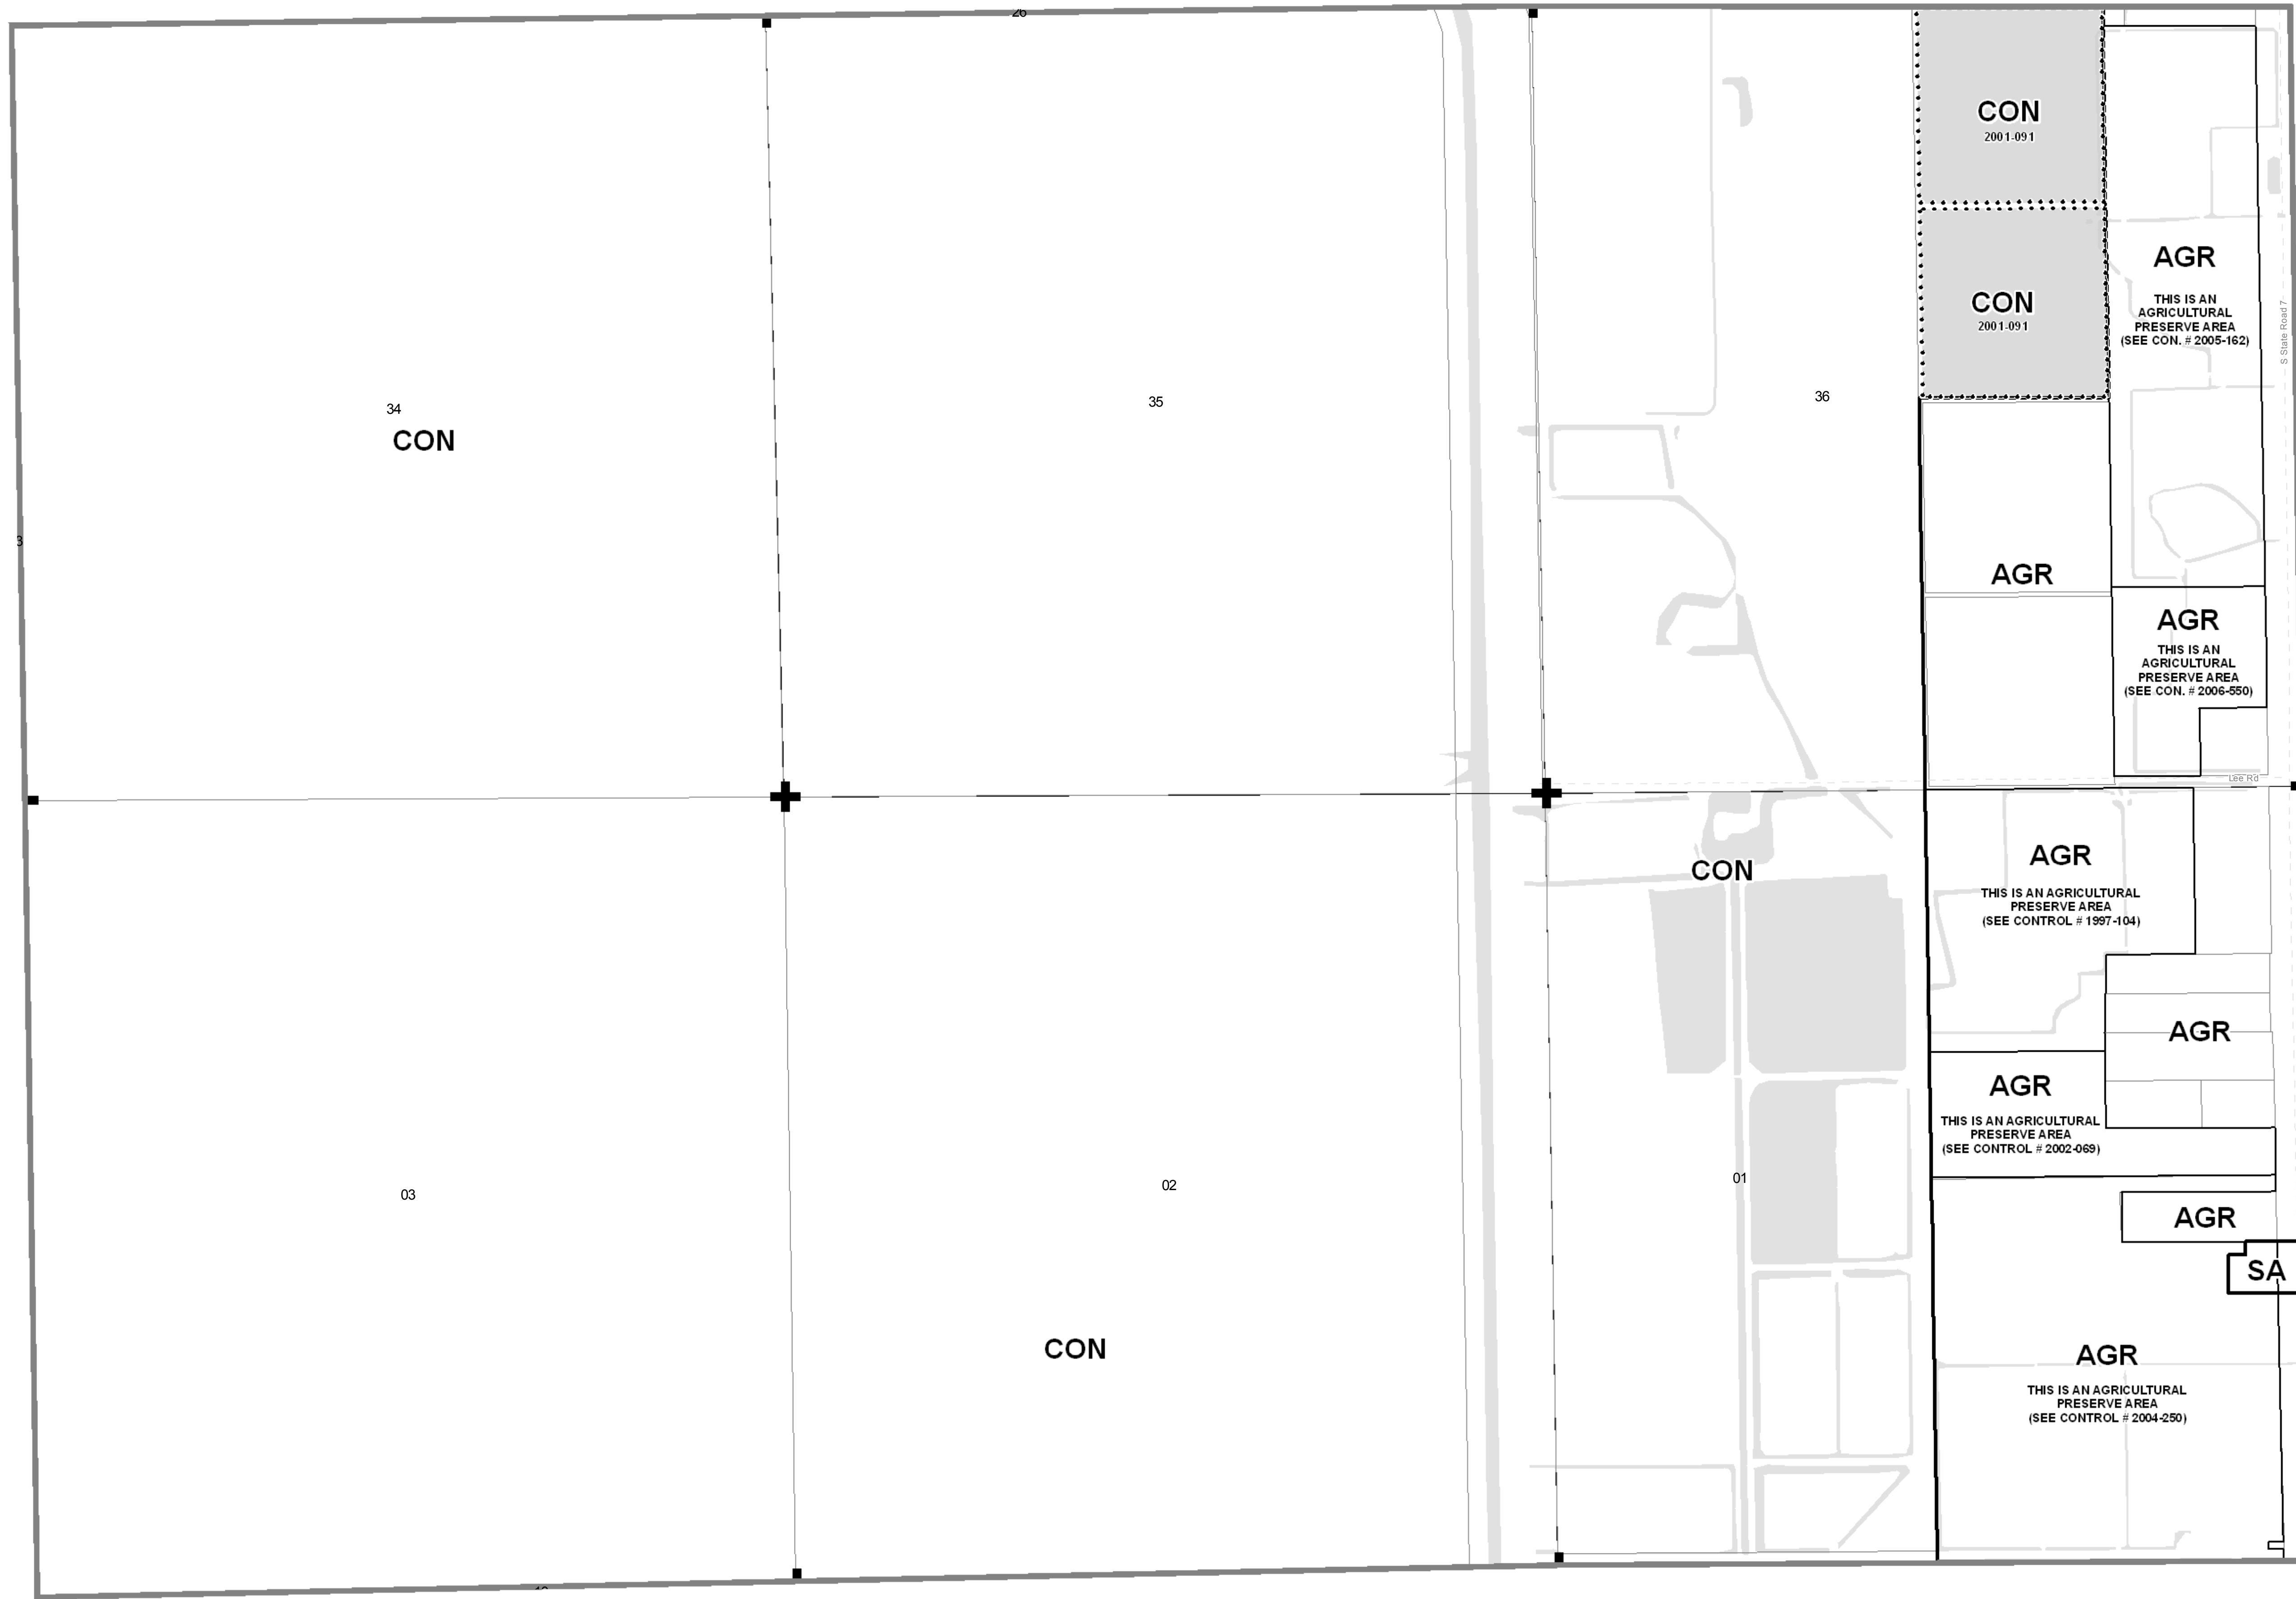 CON
2001-091
CON
2001-091
AGR
THIS IS AN
AGRICULTURAL
PRESERVE AREA
(SEE CON. # 2005-162)
S State Road 7
36
35
34
CON
3
AGR
AGR
THIS IS AN
AGRICULTURAL
PRESERVE AREA
(SEE CON. # 2006-550)
Lee Rd
AGR
THIS IS AN AGRICULTURAL
PRESERVE AREA
(SEE CONTROL # 1997-104)
CON
AGR
AGR
THIS IS AN AGRICULTURAL
PRESERVE AREA
(SEE CONTROL # 2002-069)
01
02
03
AGR
SA
CON
AGR
THIS IS AN AGRICULTURAL
PRESERVE AREA
(SEE CONTROL # 2004-250)